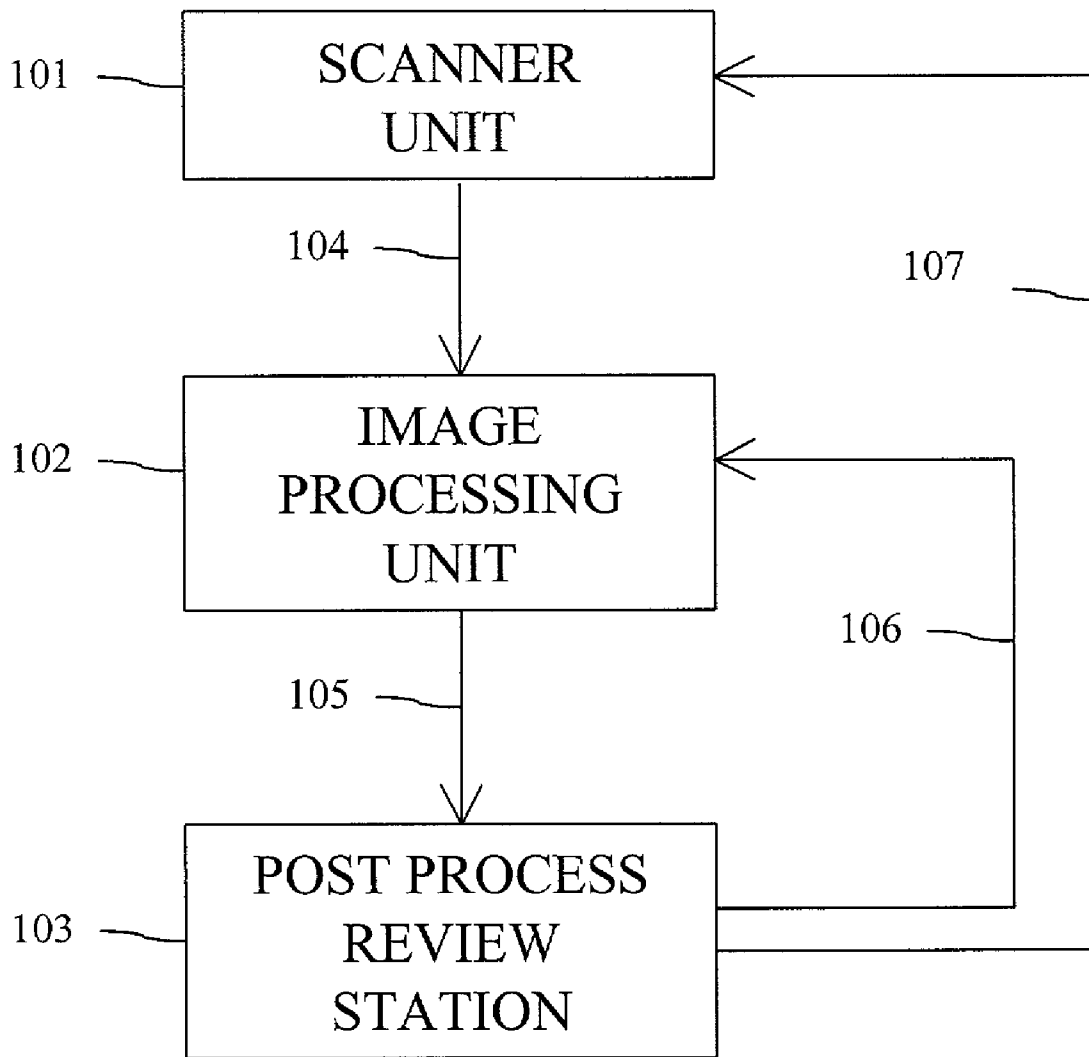 101
SCANNER
UNIT
104
107
102
IMAGE
PROCESSING
UNIT
106
105
103
POST PROCESS
REVIEW
STATION